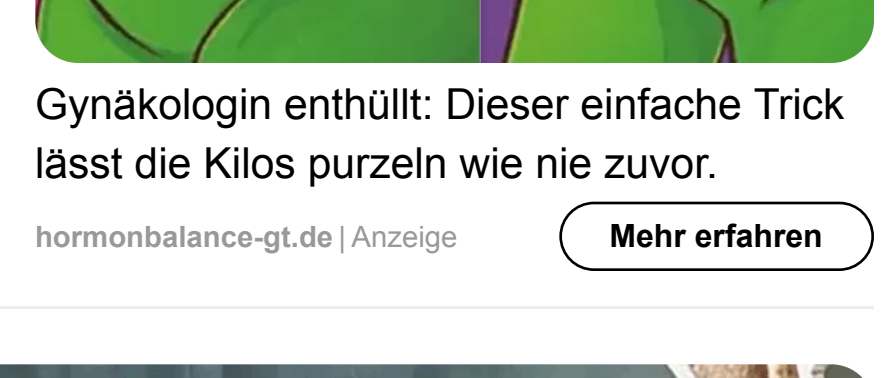 Gynäkologin enthüllt: Dieser einfache Trick
lässt die Kilos purzeln wie nie zuvor.
hormonbalance-gt.de | Anzeige
Mehr erfahren